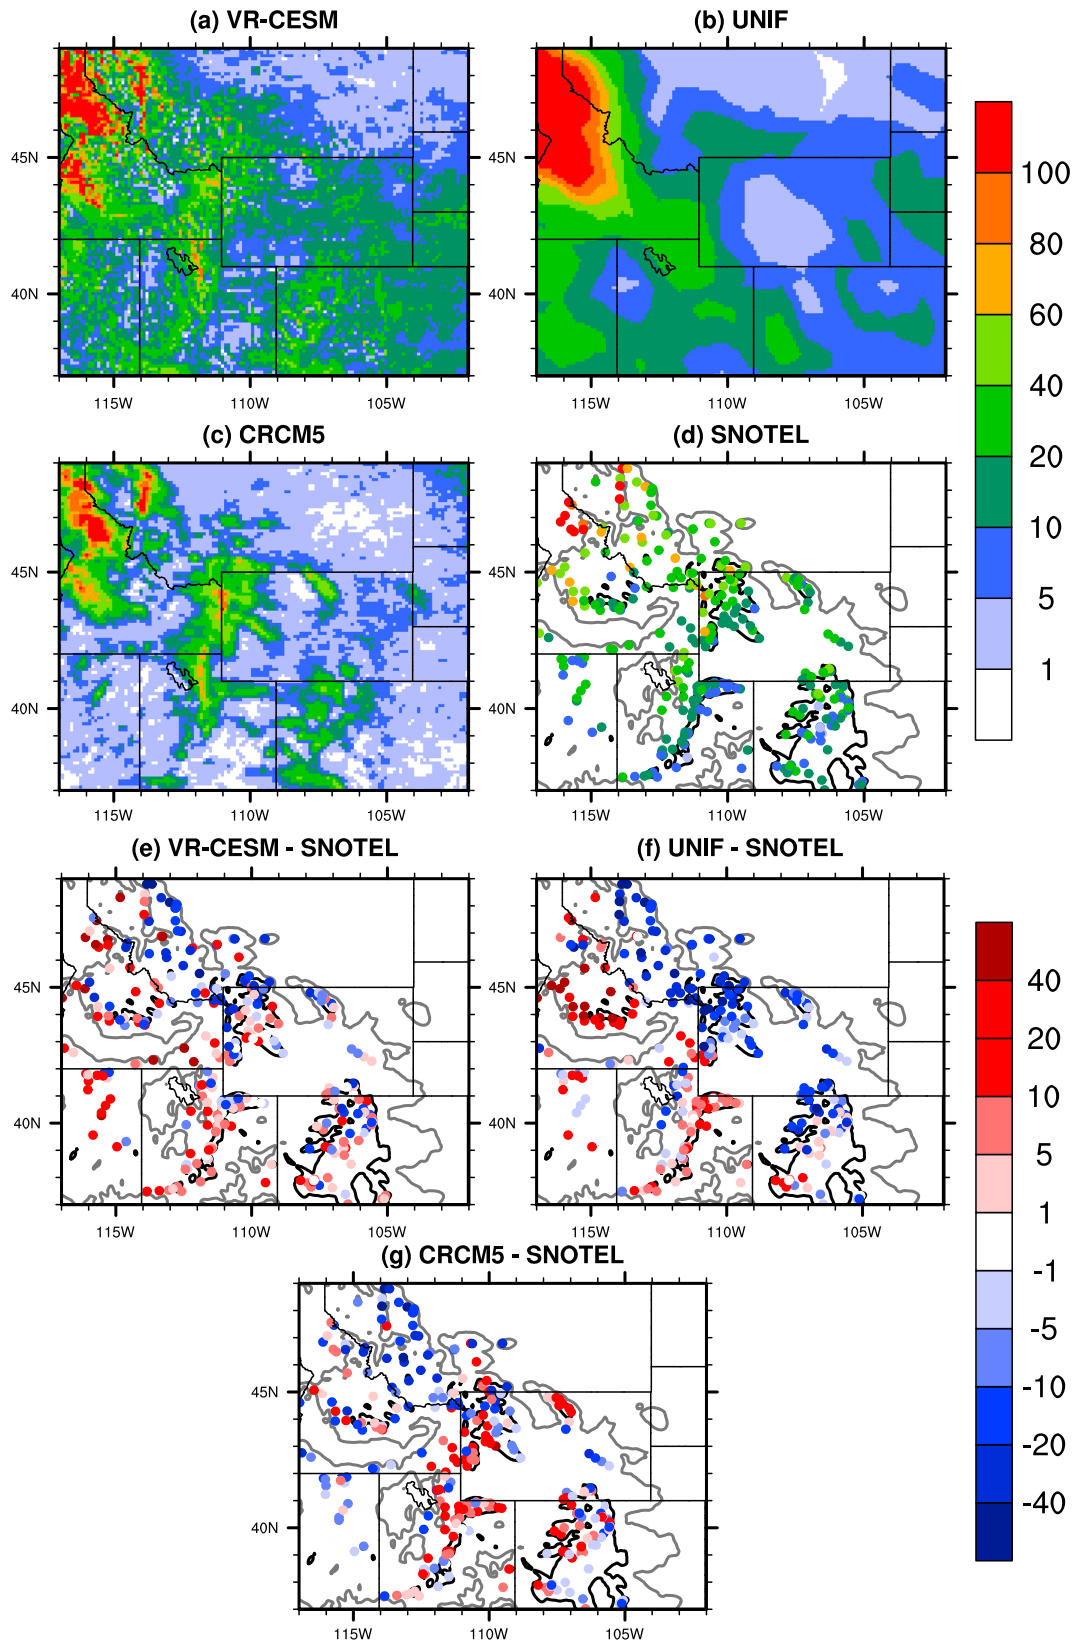 (a) VR-CESM
(b) UNIF
45N
40N
115W
110W
105W
45N
40N
115W
110W
105W
100
80
60
40
20
10
5
1
(c) CRCM5
(d) SNOTEL
45N
40N
115W
110W
105W
45N
40N
115W
110W
105W
(e) VR-CESM - SNOTEL
(f) UNIF - SNOTEL
45N
40N
115W
110W
105W
45N
40N
115W
110W
105W
40
20
10
5
1
-1
-5
-10
-20
-40
(g) CRCM5 - SNOTEL
45N
40N
115W
110W
105W